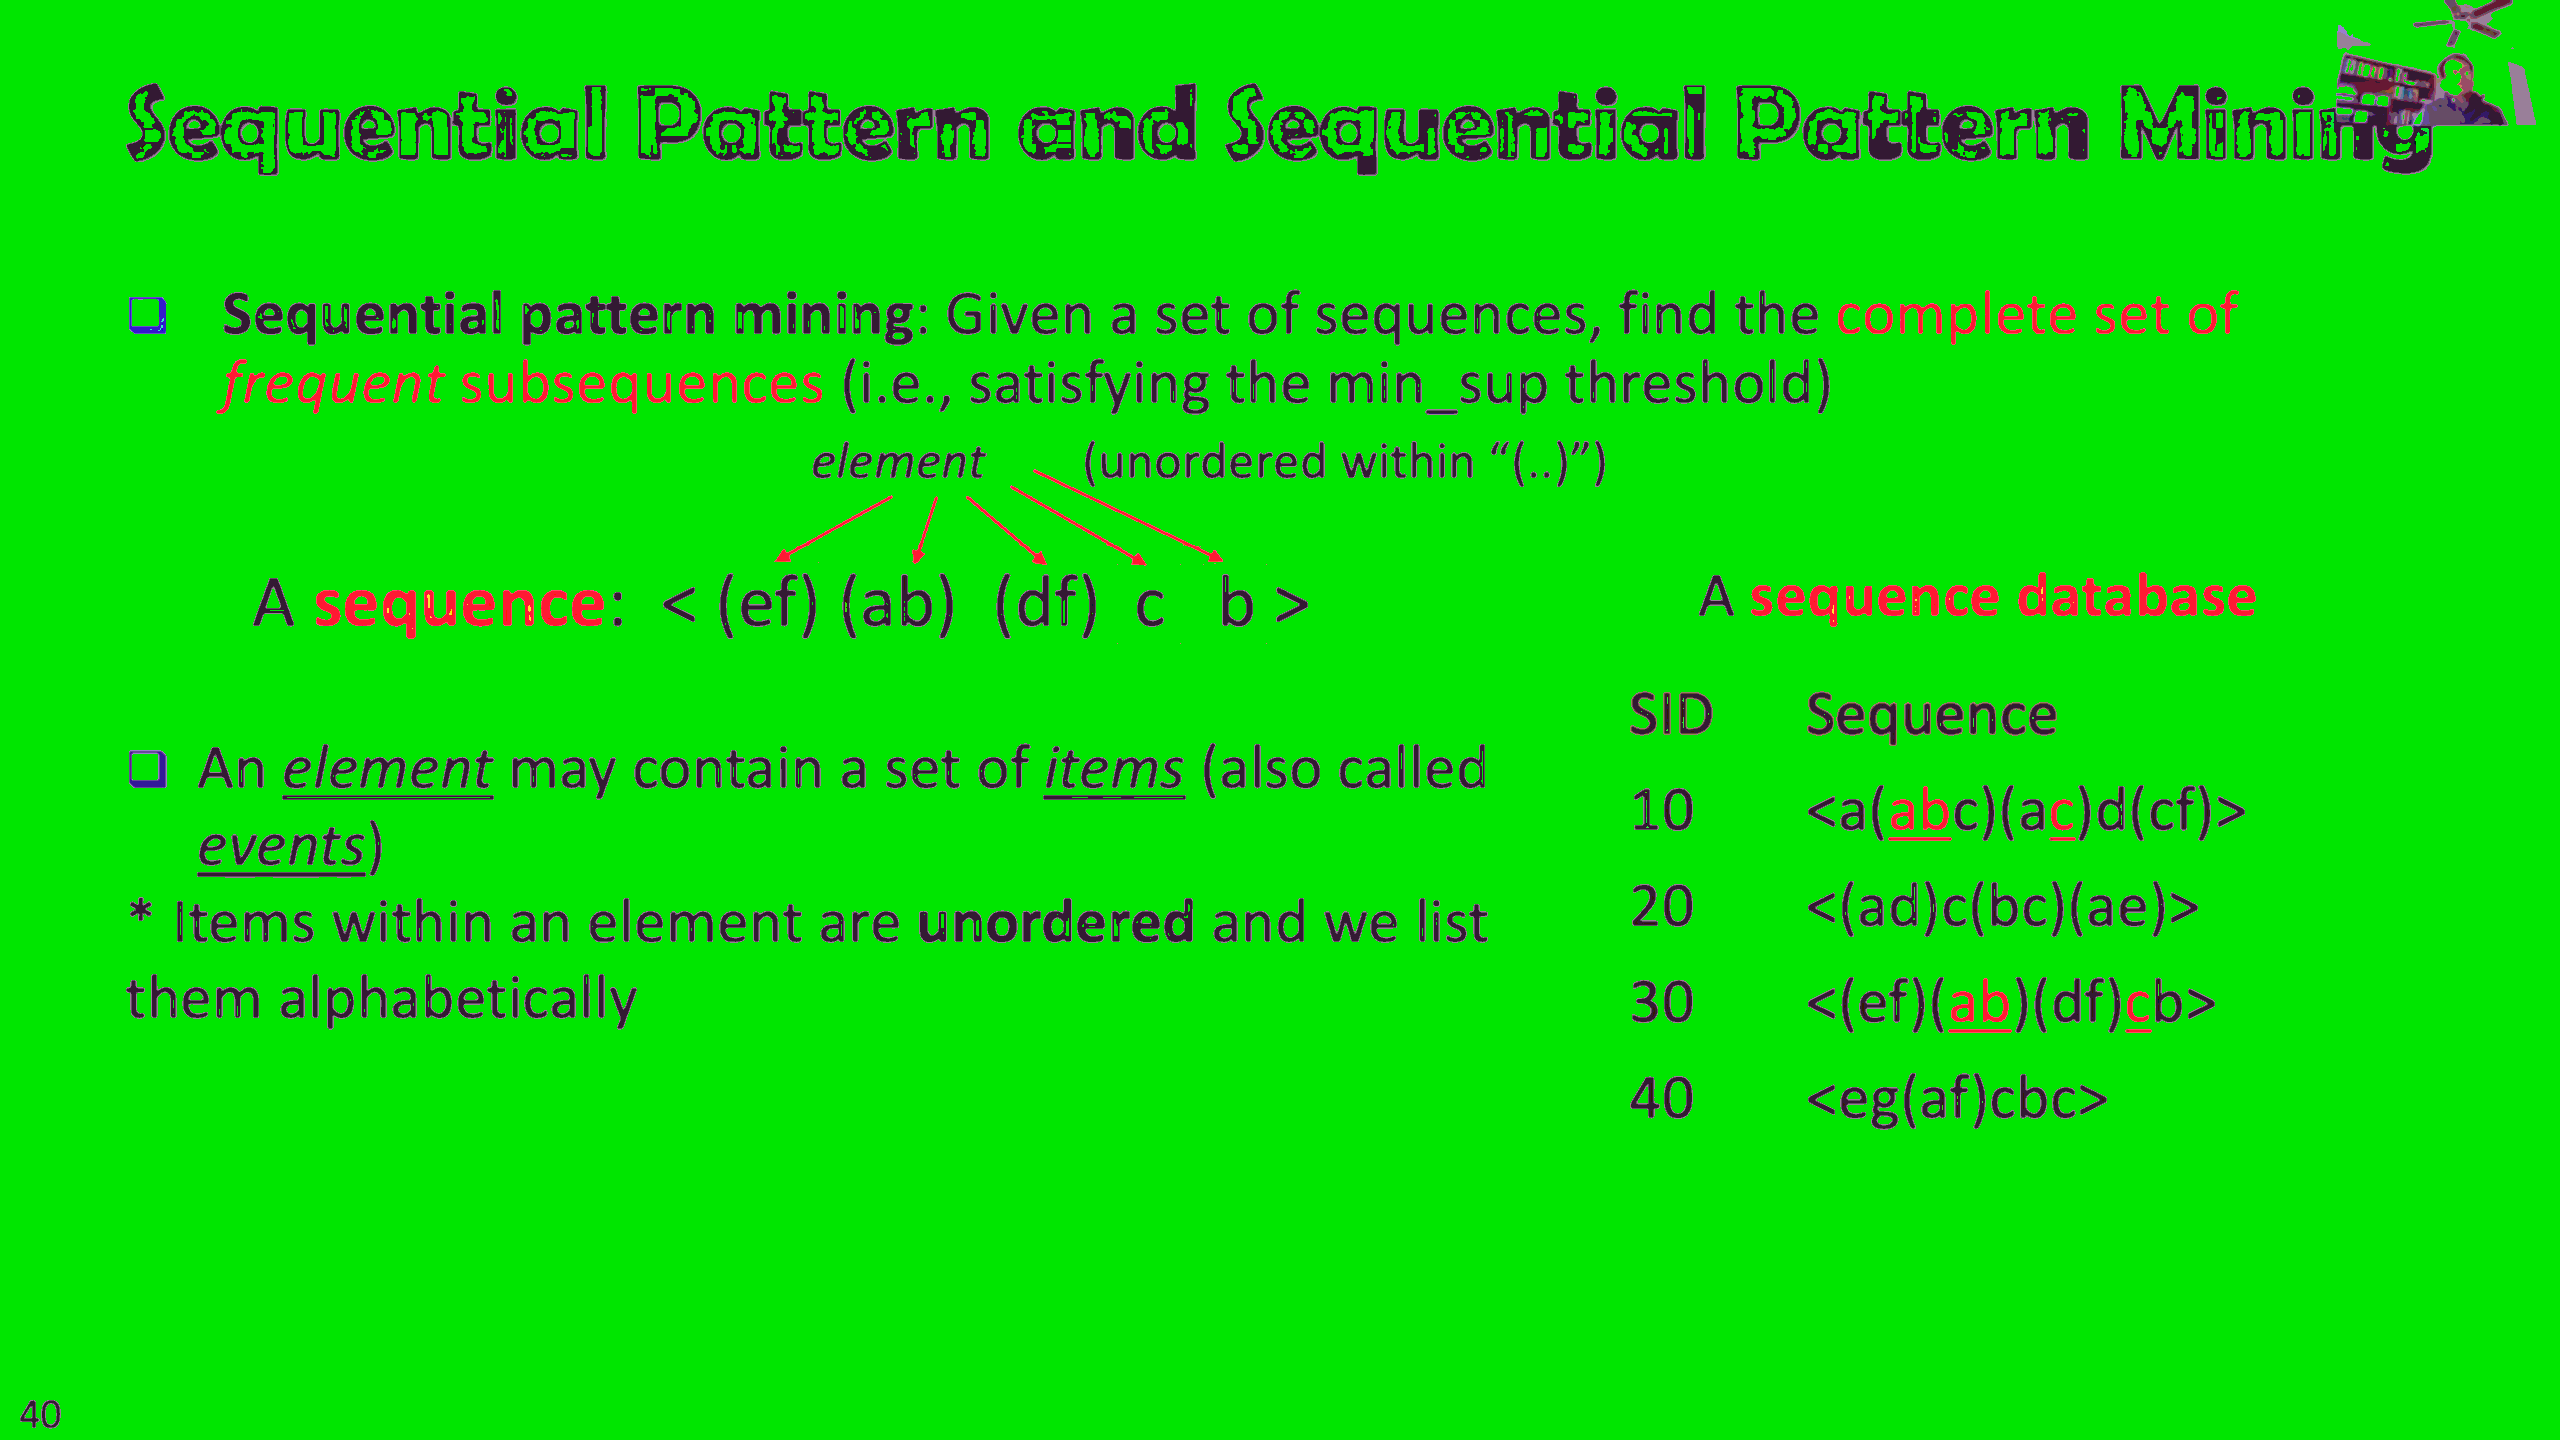 Sequential Pattern and Sequential Pattern Mining
❑ Sequential pattern mining: Given a set of sequences, find the complete set of
frequent subsequences (i.e., satisfying the min_sup threshold)
element (unordered within “(..)”)
A sequence: < (ef) (ab) (df) c b >
❑ An element may contain a set of items (also called
events)
* Items within an element are unordered and we list
them alphabetically
A sequence database
SID Sequence
10 <a(abc)(ac)d(cf)>
20 <(ad)c(bc)(ae)>
30 <(ef)(ab)(df)cb>
40 <eg(af)cbc>
40